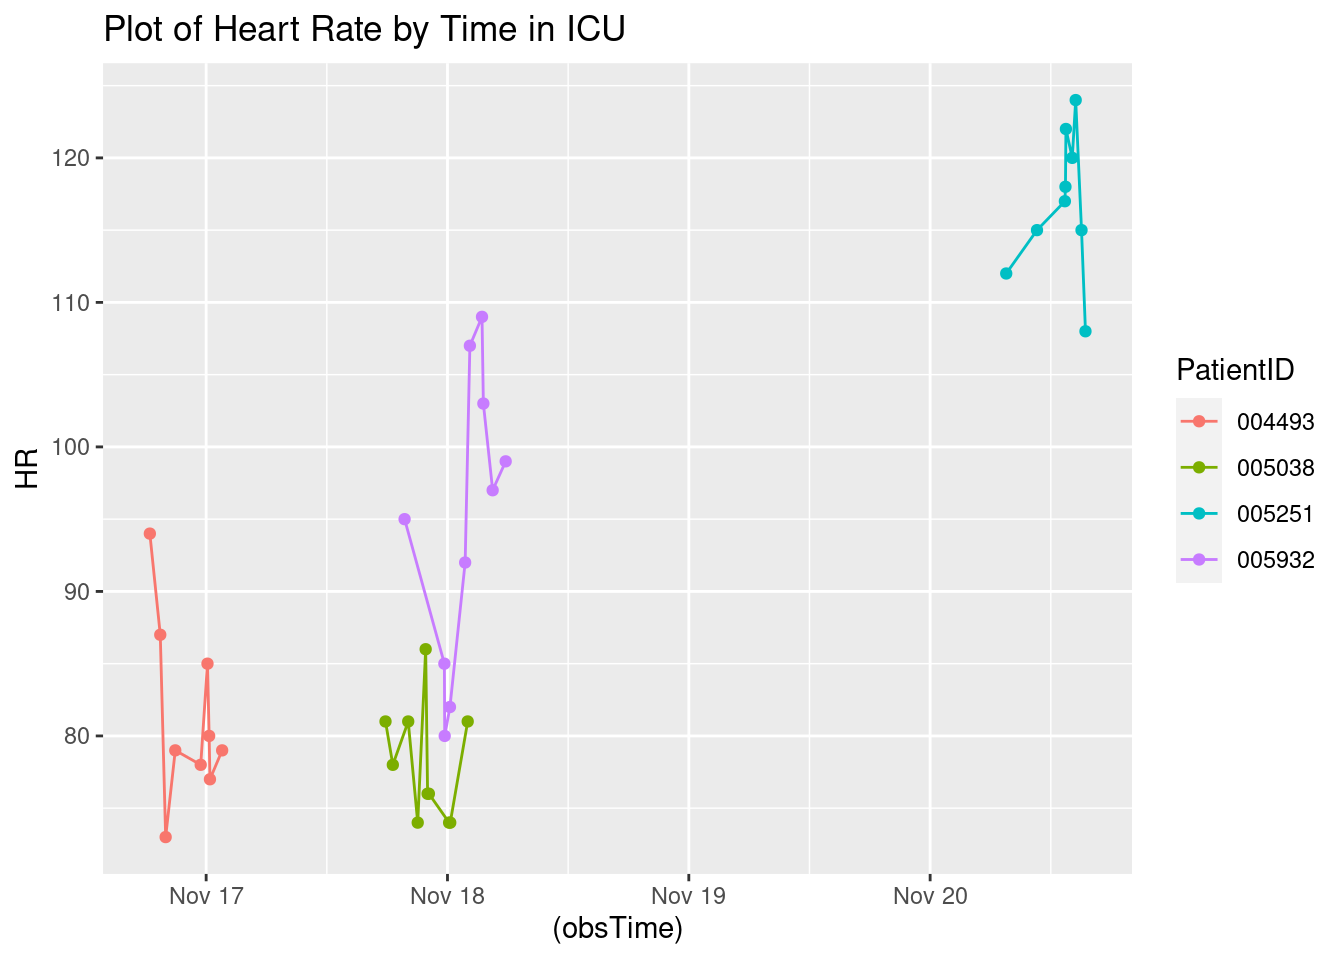 Plot of Heart Rate by Time in ICU
120
110
100
90
80
HR
Nov 17
Nov 18
Nov 19
Nov 20
(obsTime)
PatientID
004493
005038
005251
005932